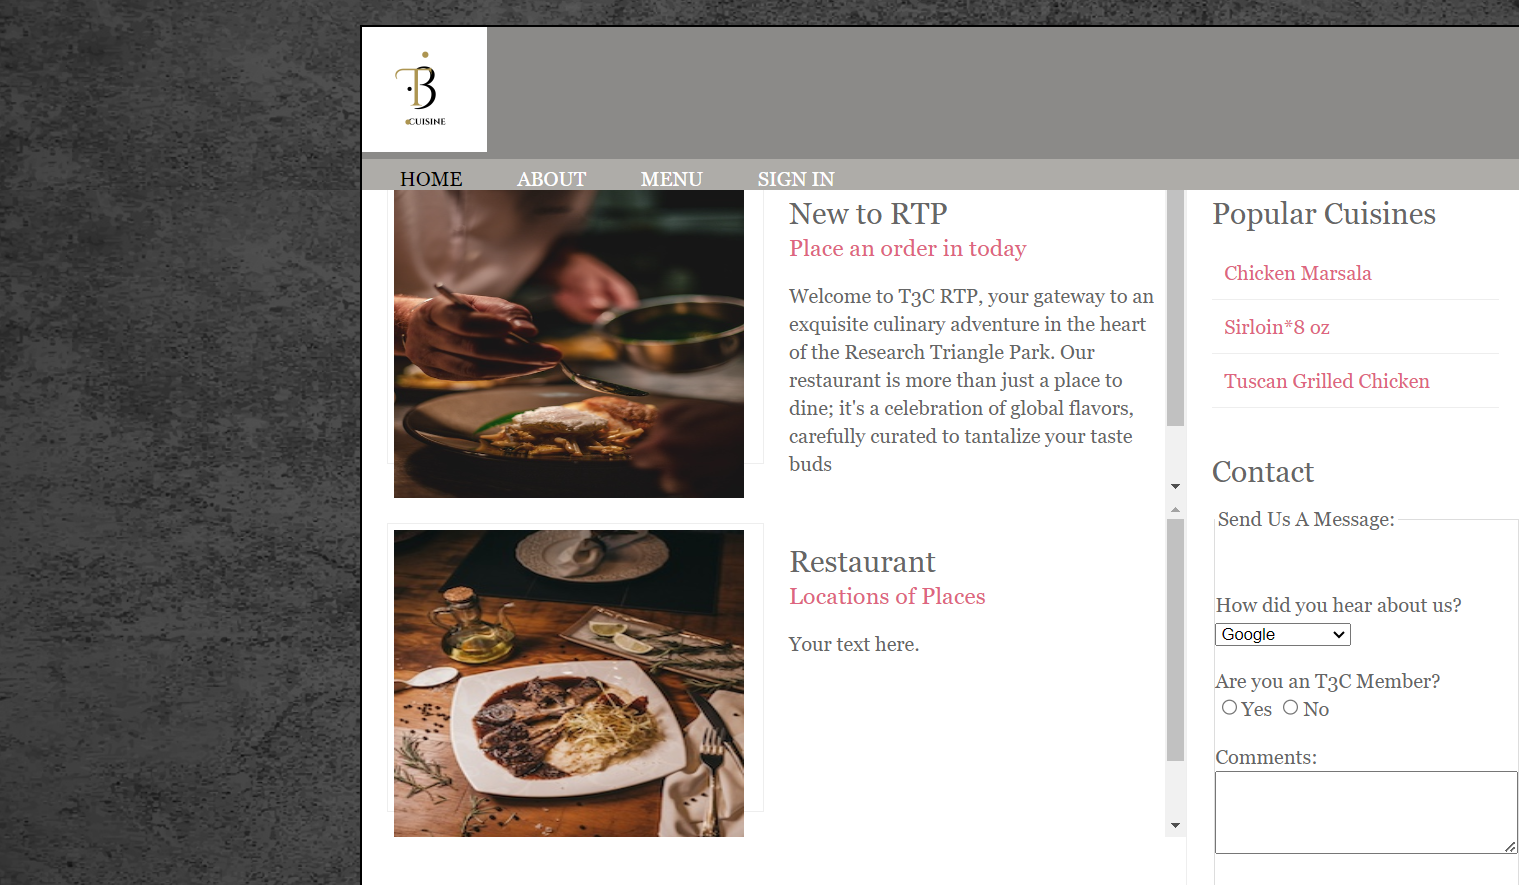 T3
CUISINE
HOME ABOUT MENU SIGN IN
New to RTP
Place an order in today
Welcome to T3C RTP, your gateway to an
exquisite culinary adventure in the heart
of the Research Triangle Park. Our
restaurant is more than just a place to
dine; it's a celebration of global flavors,
carefully curated to tantalize your taste
buds
Restaurant
Locations of Places
Your text here.
Popular Cuisines
Chicken Marsala
Sirloin*8 oz
Tuscan Grilled Chicken
Contact
Send Us A Message:
How did you hear about us?
Google
Are you an T3C Member?
Yes No
Comments: